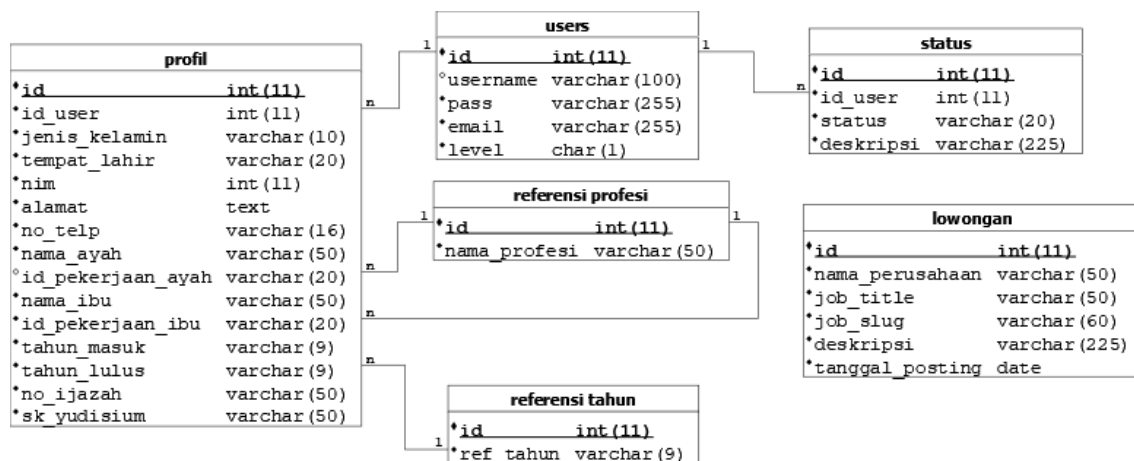 users
1
1
*id int(11)
°username varchar(100)
*pass varchar(255)
*email varchar(255)
*level char(1)
status
n
*id int(11)
*id_user int(11)
*status varchar(20)
*deskripsi varchar(225)
profil
*id int(11)
n
*id_user int(11)
*jenis_kelamin varchar(10)
*tempat_lahir varchar(20)
*nim int(11)
*alamat text
*no_telp varchar(16)
*nama_ayah varchar(50)
n
°id_pekerjaan_ayah varchar(20)
*nama_ibu varchar(50)
n
*id_pekerjaan_ibu varchar(20)
*tahun_masuk varchar(9)
n
*tahun_lulus varchar(9)
*no_ijazah varchar(50)
*sk_yudisium varchar(50)
referensi profesi
1
1
*id int(11)
*nama_profesi varchar(50)
lowongan
*id int(11)
*nama_perusahaan varchar(50)
*job_title varchar(50)
*job_slug varchar(60)
*deskripsi varchar(225)
*tanggal_posting date
referensi tahun
1
*id int(11)
*ref_tahun varchar(9)